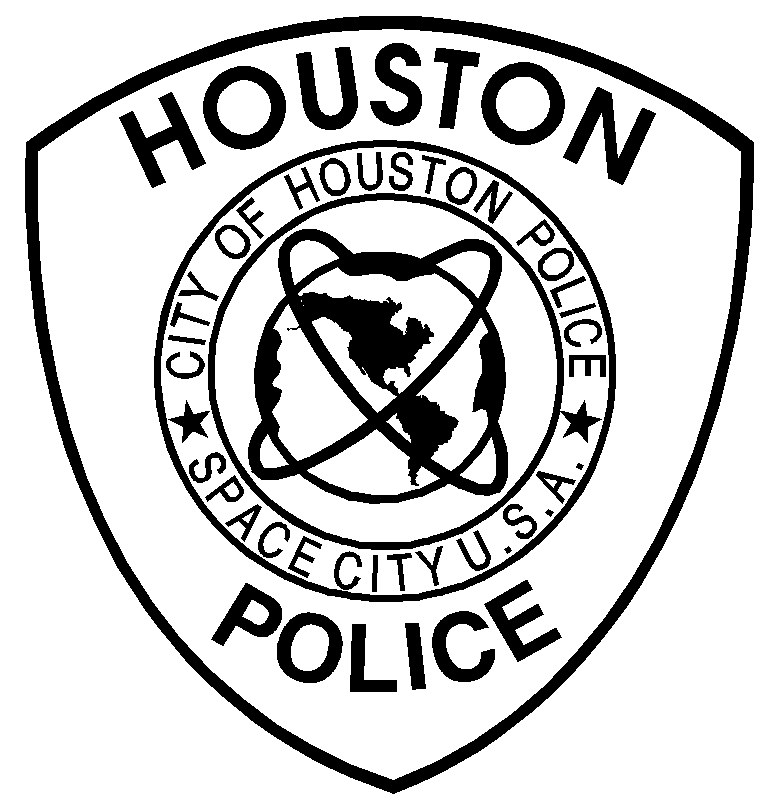 HOUSTON
CITY OF HOUSTON POLICE
SPACE CITY U.S.A.
POLICE